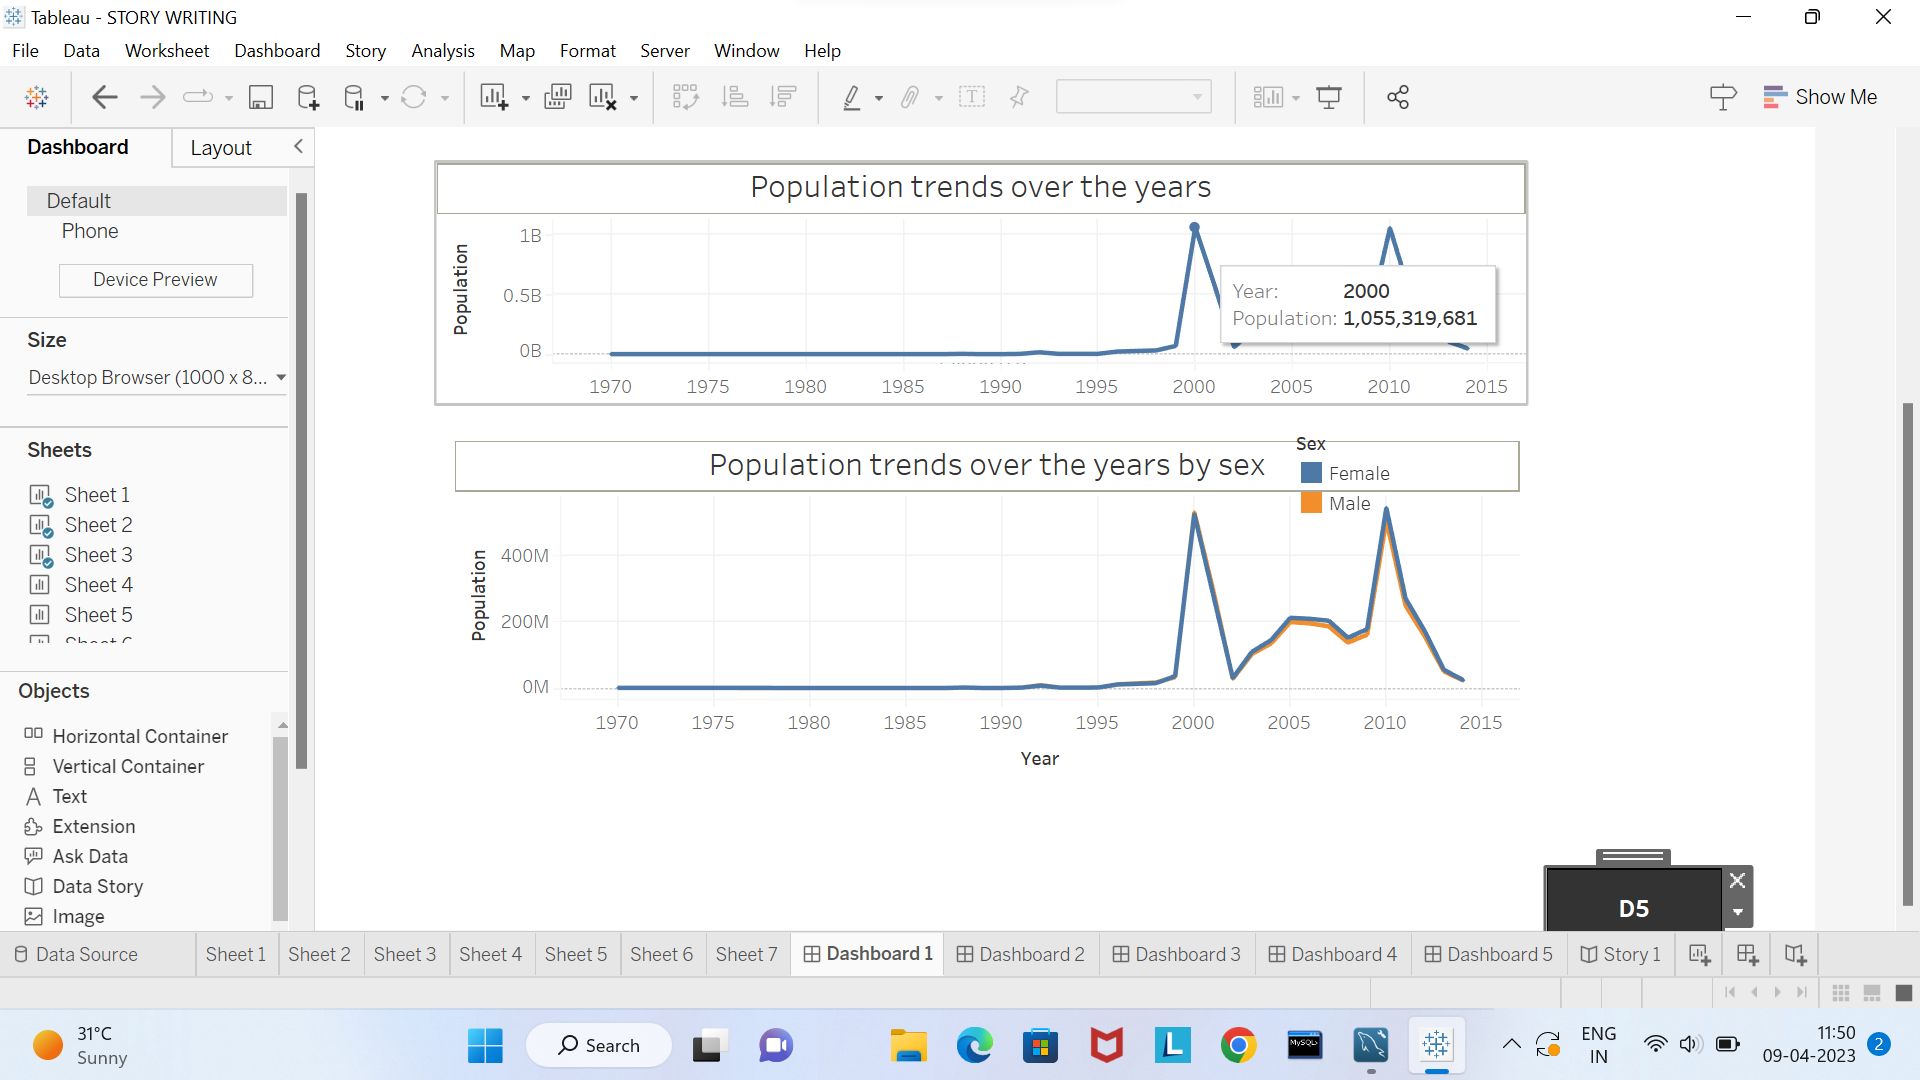 Tableau - STORY WRITING
File Data Worksheet Dashboard Story Analysis Map Format Server Window Help
Show Me
Dashboard Layout
Default
Phone
Device Preview
Size
Desktop Browser (1000 x 8...
Sheets
Sheet 1
Sheet 2
Sheet 3
Sheet 4
Sheet 5
Objects
Horizontal Container
Vertical Container
Text
Extension
Ask Data
Data Story
Image
Population trends over the years
Population
1B
0.5B
0B
Year: 2000
Population: 1,055,319,681
1970 1975 1980 1985 1990 1995 2000 2005 2010 2015
Population trends over the years by sex
Sex
Female
Male
Population
400M
200M
0M
1970 1975 1980 1985 1990 1995 2000 2005 2010 2015
Year
D5
Data Source Sheet 1 Sheet 2 Sheet 3 Sheet 4 Sheet 5 Sheet 6 Sheet 7 Dashboard 1 Dashboard 2 Dashboard 3 Dashboard 4 Dashboard 5 Story 1
31°C
Sunny
Search
MySQL
ENG
IN
11:50
09-04-2023
2